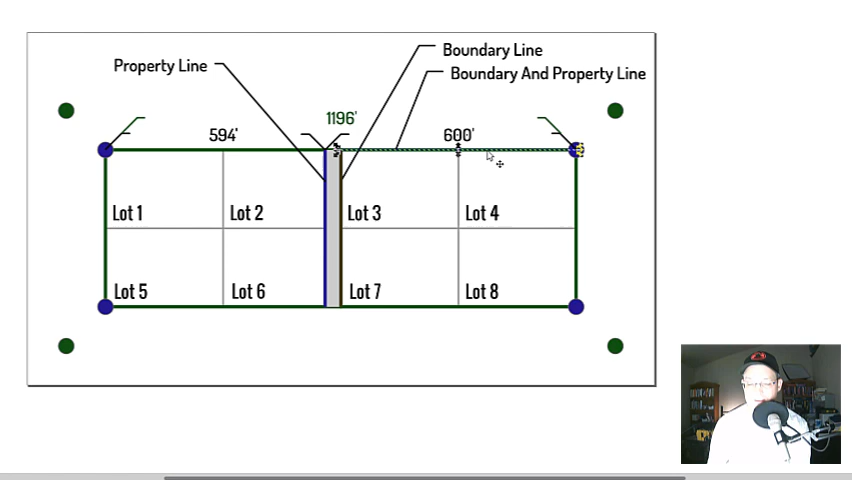 Boundary Line
Property Line
Boundary And Property Line
1196'
594'
600'
Lot 1
Lot 2
Lot 3
Lot 4
Lot 5
Lot 6
Lot 7
Lot 8